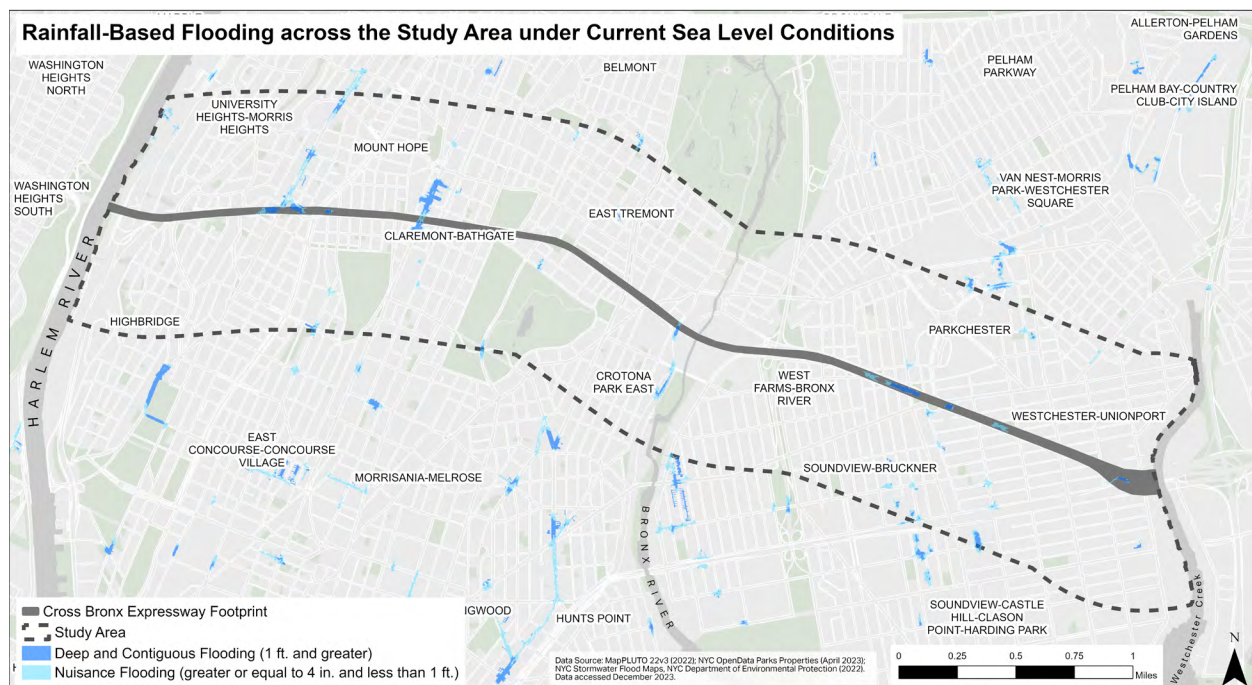 Rainfall-Based Flooding across the Study Area under Current Sea Level Conditions
ALLERTON-PELHAM
GARDENS
WASHINGTON
HEIGHTS
NORTH
BELMONT
PELHAM
PARKWAY
PELHAM BAY-COUNTRY
CLUB-CITY ISLAND
UNIVERSITY
HEIGHTS-MORRIS
HEIGHTS
MOUNT HOPE
WASHINGTON
HEIGHTS
SOUTH
VAN NEST-MORRIS
PARK-WESTCHESTER
SQUARE
EAST TREMONT
CLAREMONT-BATHGATE
HARLEM RIVER
HIGHBRIDGE
PARKCHESTER
CROTONA
PARK EAST
WEST
FARMS-BRONX
RIVER
WESTCHESTER-UNIONPORT
EAST
CONCOURSE-CONCOURSE
VILLAGE
MORRISANIA-MELROSE
SOUNDVIEW-BRUCKNER
BRONX RIVER
NGWOOD
HUNTS POINT
SOUNDVIEW-CASTLE
HILL-CLASON
POINT-HARDING PARK
Westchester Creek
Cross Bronx Expressway Footprint
Study Area
Deep and Contiguous Flooding (1 ft. and greater)
Nuisance Flooding (greater or equal to 4 in. and less than 1 ft.)
Data Source: MapPLUTO 22v3 (2022); NYC OpenData Parks Properties (April 2023);
NYC Stormwater Flood Maps, NYC Department of Environmental Protection (2022).
Data accessed December 2023.
0 0.25 0.5 0.75 1
Miles
N